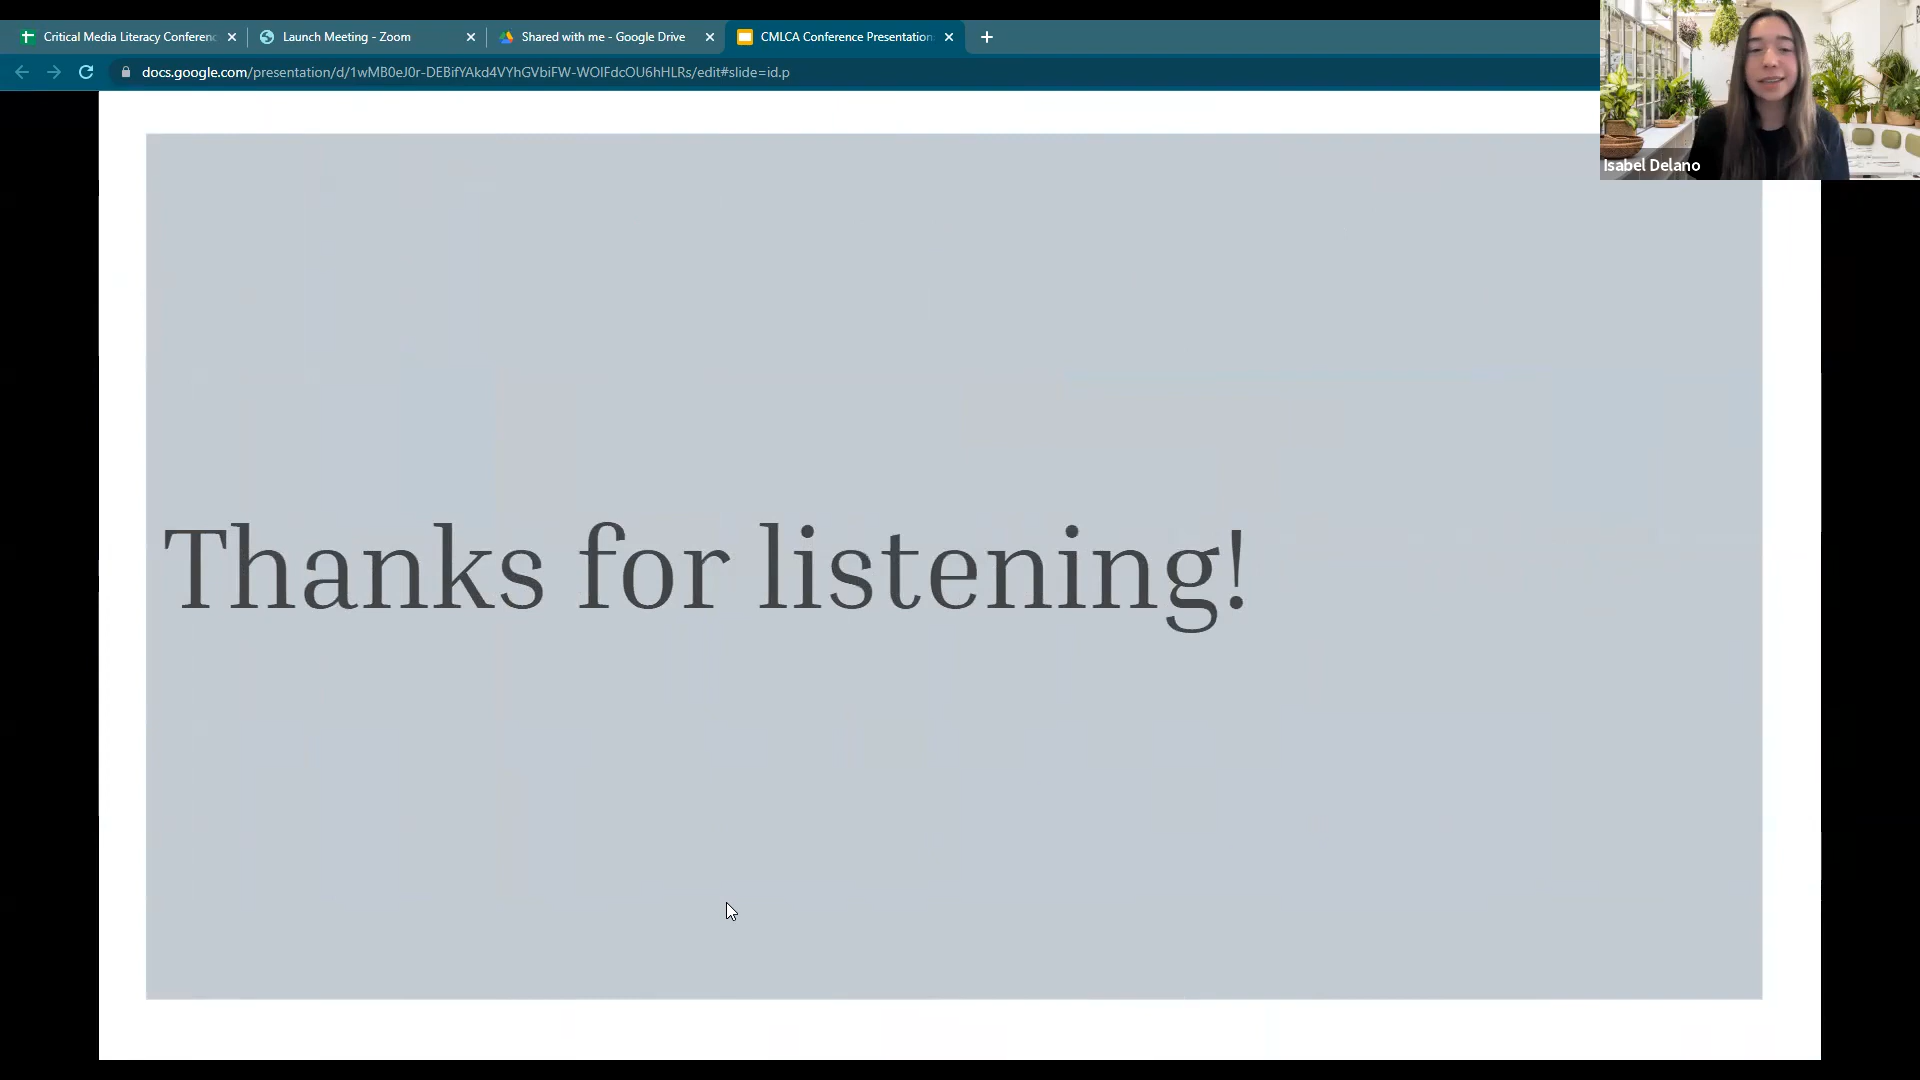 Critical Media Literacy Conferenc
Launch Meeting - Zoom
Shared with me - Google Drive
CMLCA Conference Presentation
docs.google.com/presentation/d/1wMB0eJ0r-DEBifYAkd4VYhGVbiFW-WOlFdcOU6hHLRs/edit#slide=id.p
Isabel Delano
Thanks for listening!